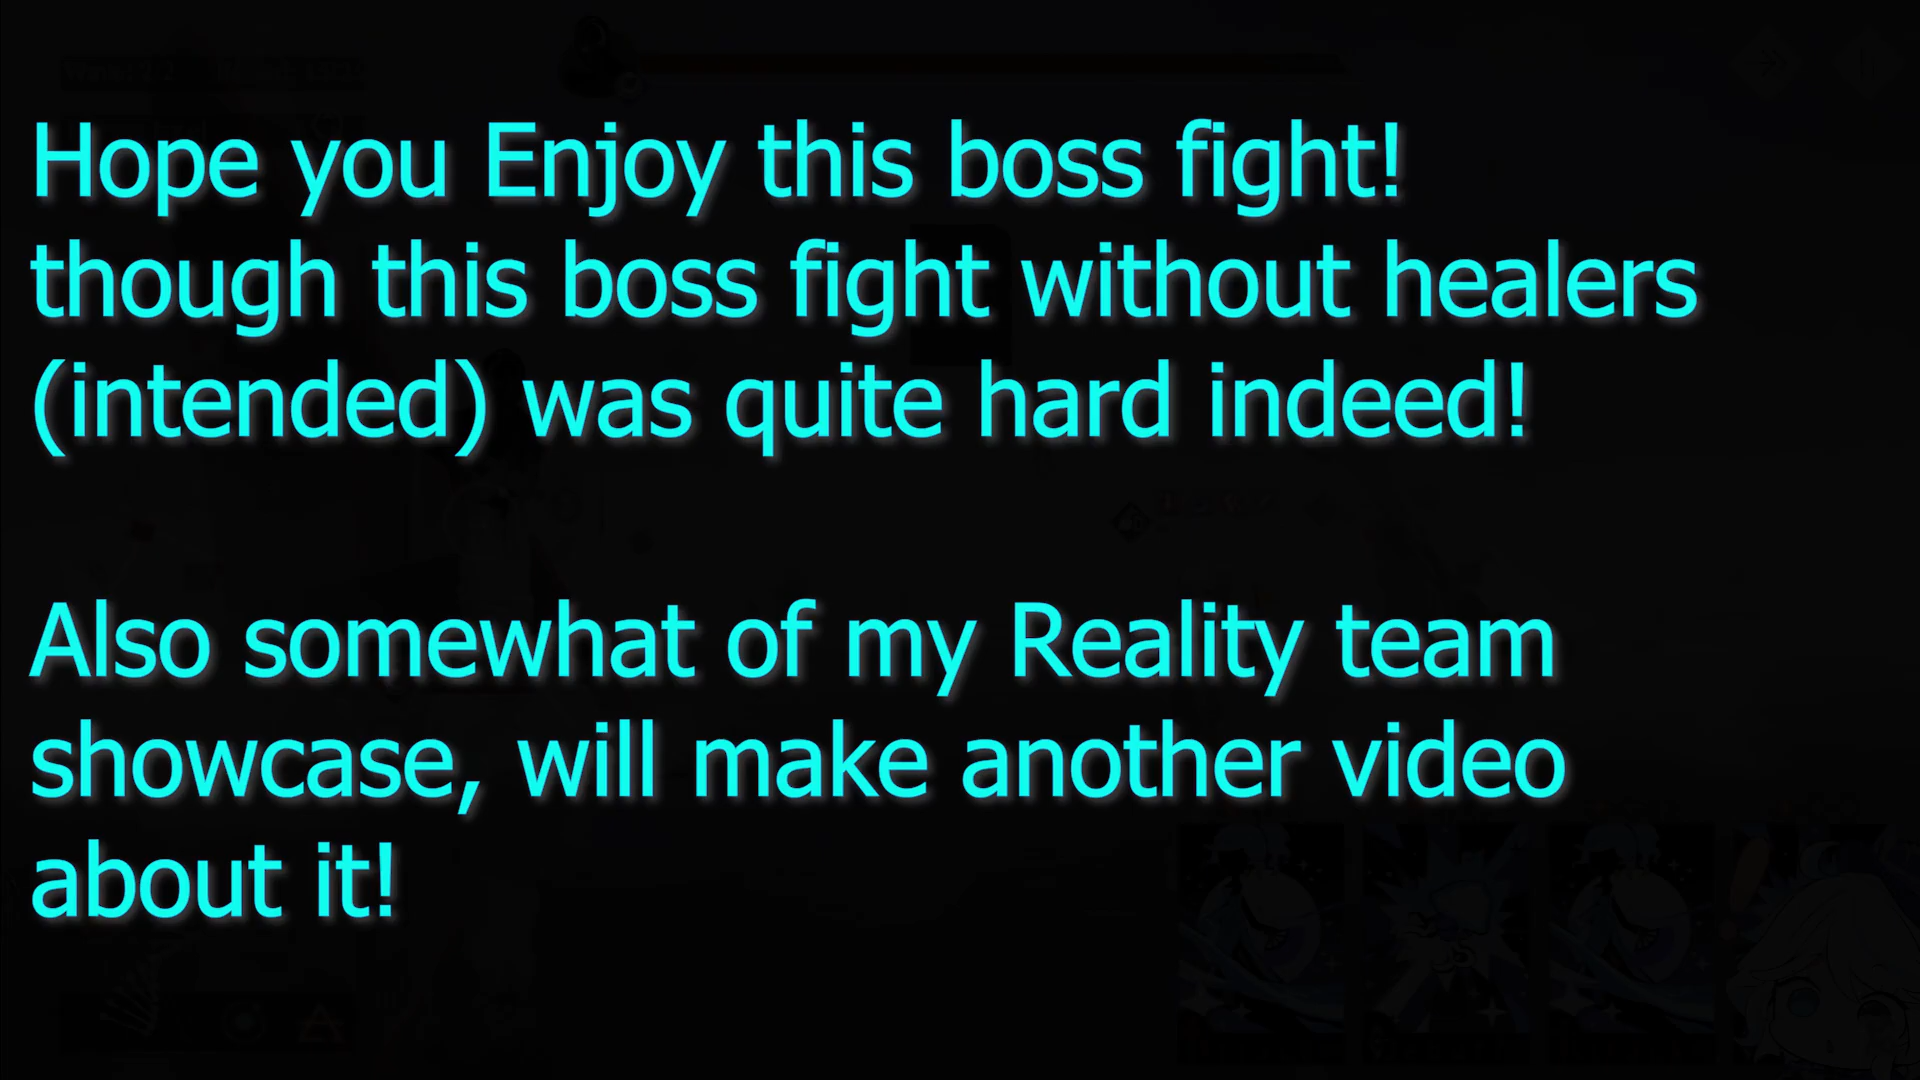 Hope you Enjoy this boss fight!
though this boss fight without healers
(intended) was quite hard indeed!
Also somewhat of my Reality team
showcase, will make another video
about it!